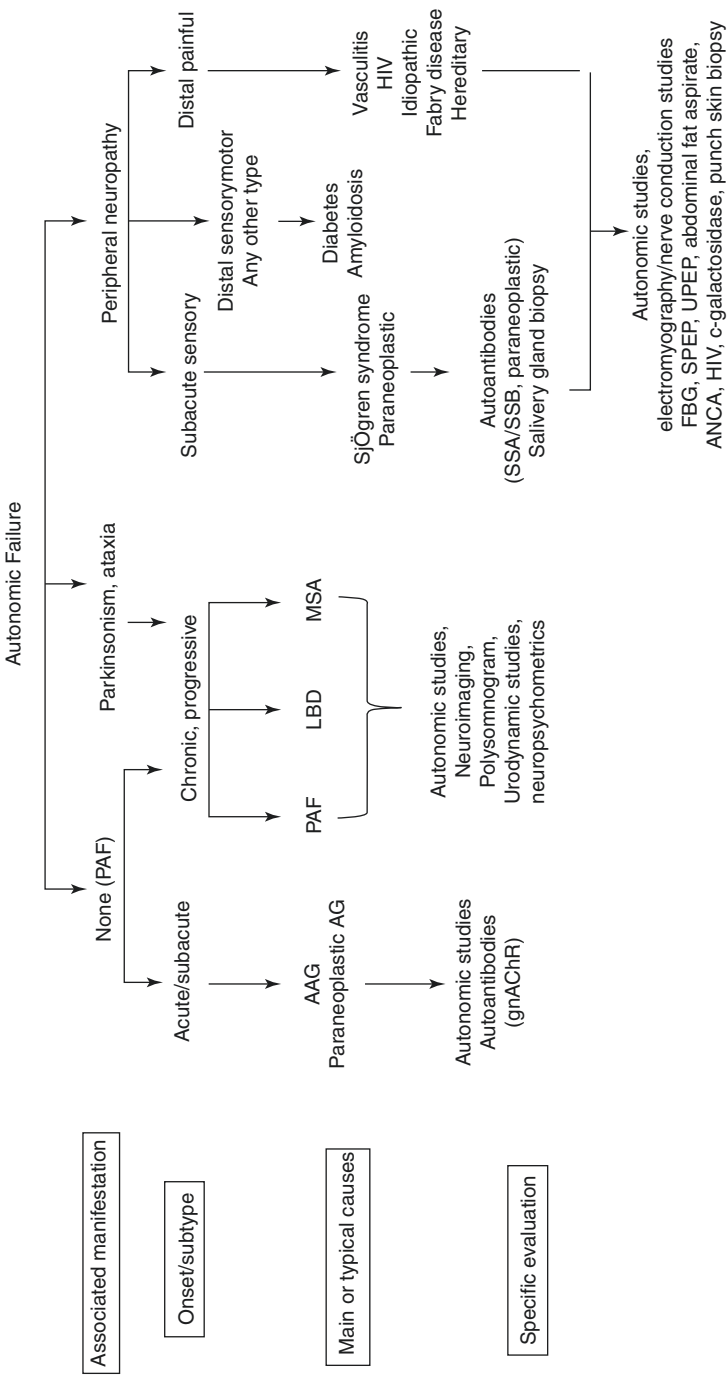 Autonomic Failure
Associated manifestation
None (PAF)
Parkinsonism, ataxia
Peripheral neuropathy
Onset/subtype
Acute/subacute
Chronic, progressive
Subacute sensory
Distal sensorymotor
Any other type
Distal painful
Main or typical causes
AAG
Paraneoplastic AG
PAF
LBD
MSA
SjÖgren syndrome
Paraneoplastic
Diabetes
Amyloidosis
Vasculitis
HIV
Idiopathic
Fabry disease
Hereditary
Specific evaluation
Autonomic studies
Autoantibodies
(gnAChR)
Autonomic studies,
Neuroimaging,
Polysomnogram,
Urodynamic studies,
neuropsychometrics
Autoantibodies
(SSA/SSB, paraneoplastic)
Salivery gland biopsy
Autonomic studies,
electromyography/nerve conduction studies
FBG, SPEP, UPEP, abdominal fat aspirate,
ANCA, HIV, c-galactosidase, punch skin biopsy